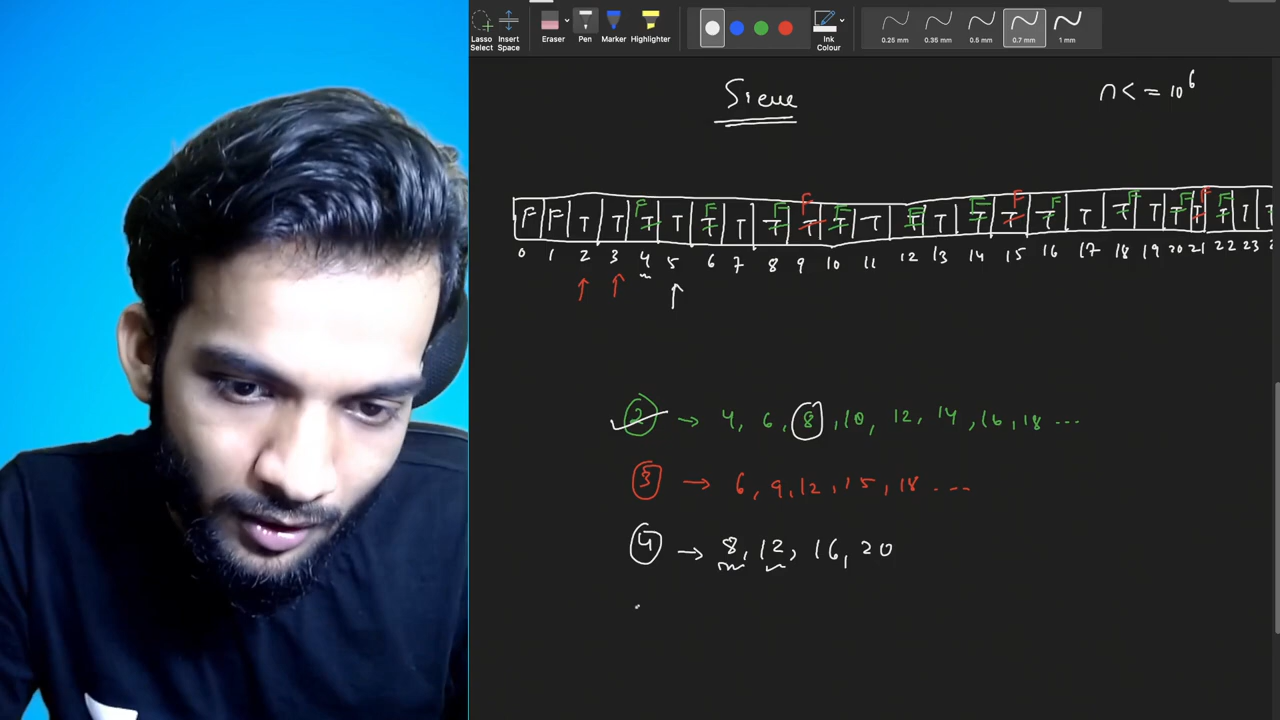 Lasso Select
Insert Space
Eraser
Pen
Marker
Highlighter
Ink Colour
0.25 mm
0.35 mm
0.5 mm
0.7 mm
1 mm
Sieve
n <= 10^6
F F T T T T T T T T T T T T T T T T T T T T T T
F F F F F F F F F F F F F
0 1 2 3 4 5 6 7 8 9 10 11 12 13 14 15 16 17 18 19 20 21 22 23
2 → 4, 6, 8, 10, 12, 14, 16, 18 ...
3 → 6, 9, 12, 15, 18 ....
4 → 8, 12, 16, 20